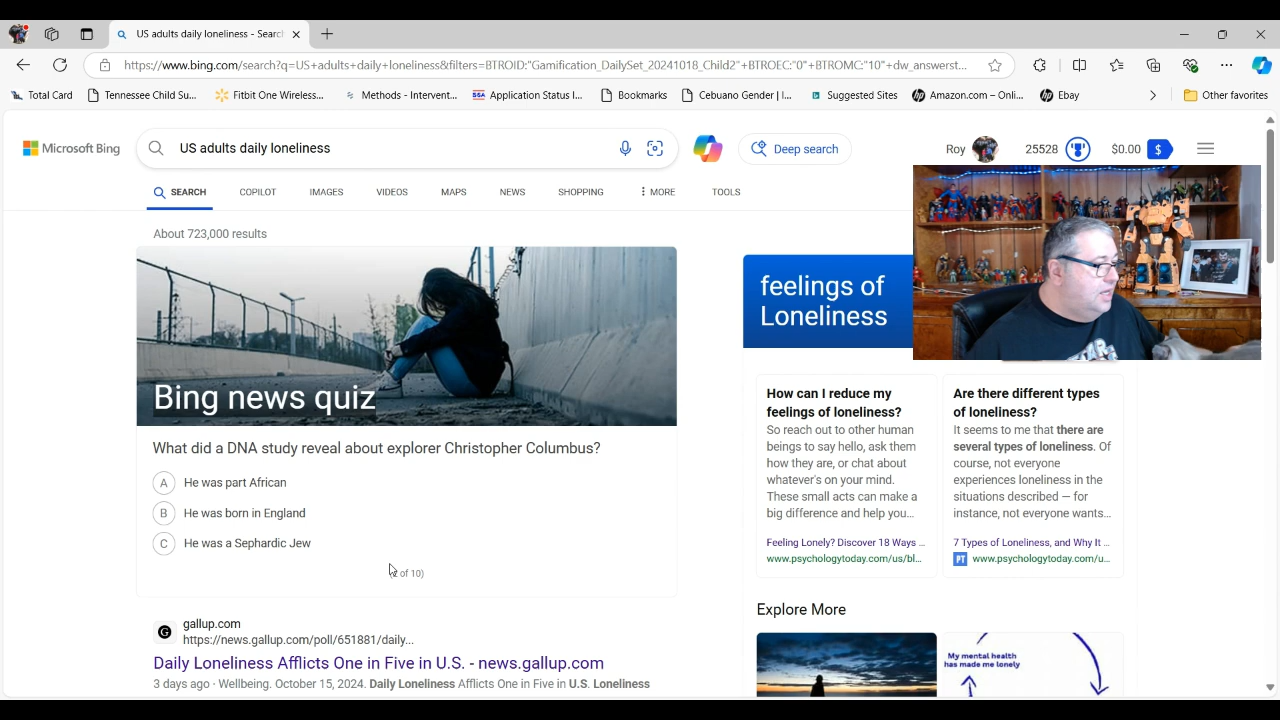 US adults daily loneliness - Search
https://www.bing.com/search?q=US+adults+daily+loneliness&filters=BTROID:"Gamification_DailySet_20241018_Child2"+BTROEC:"0"+BTROMC:"10"+dw_answerst...
Total Card
Tennessee Child Su...
Fitbit One Wireless...
Methods - Intervent...
SSA
Application Status I...
Bookmarks
Cebuano Gender | I...
Suggested Sites
Amazon.com – Onli...
Ebay
Other favorites
Microsoft Bing
US adults daily loneliness
Deep search
Roy
25528
$0.00
$
SEARCH
COPILOT
IMAGES
VIDEOS
MAPS
NEWS
SHOPPING
MORE
TOOLS
About 723,000 results
Bing news quiz
What did a DNA study reveal about explorer Christopher Columbus?
A He was part African
B He was born in England
C He was a Sephardic Jew
of 10)
G
gallup.com
https://news.gallup.com/poll/651881/daily...
Daily Loneliness Afflicts One in Five in U.S. - news.gallup.com
3 days ago · Wellbeing October 15, 2024. Daily Loneliness Afflicts One in Five in U.S. Loneliness
feelings of
Loneliness
How can I reduce my
feelings of loneliness?
So reach out to other human
beings to say hello, ask them
how they are, or chat about
whatever's on your mind.
These small acts can make a
big difference and help you...
Feeling Lonely? Discover 18 Ways ...
www.psychologytoday.com/us/bl...
Are there different types
of loneliness?
It seems to me that there are
several types of loneliness. Of
course, not everyone
experiences loneliness in the
situations described — for
instance, not everyone wants...
7 Types of Loneliness, and Why It ...
PT
www.psychologytoday.com/u...
Explore More
My mental health
has made me lonely